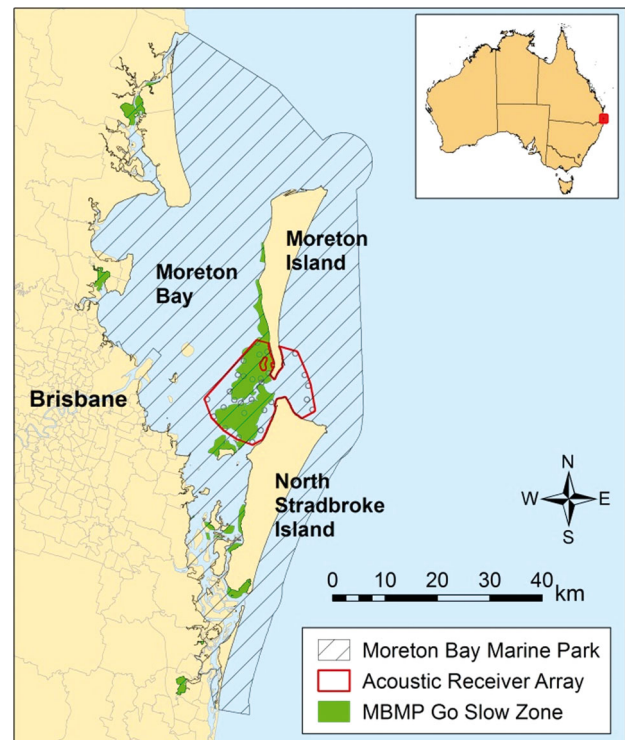 Moreton
Island
Moreton
Bay
Brisbane
North
Stradbroke
Island
N
W E
S
0 10 20 30 40
km
Moreton Bay Marine Park
Acoustic Receiver Array
MBMP Go Slow Zone